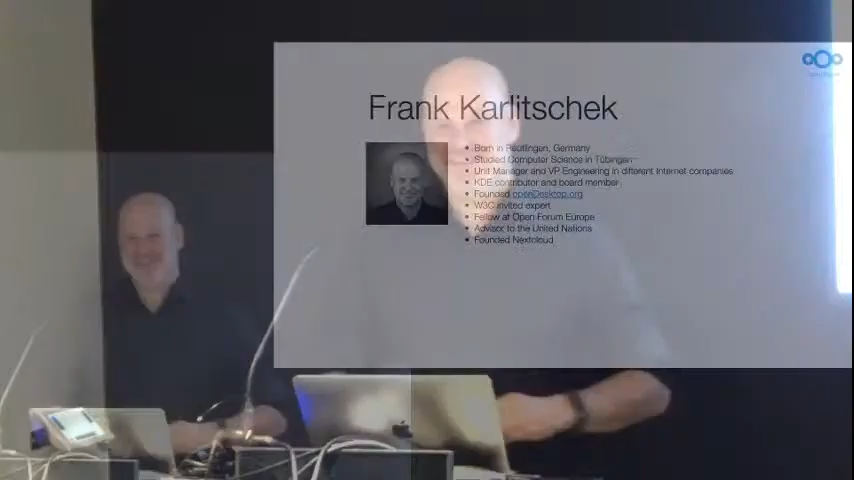 Frank Karlitschek
• Born in Reutlingen, Germany
• Studied Computer Science in Tübingen
• Unit Manager and VP Engineering in different Internet companies
• KDE contributor and board member
• Founded openDesktop.org
• W3C invited expert
• Fellow at Open Forum Europe
• Advisor to the United Nations
• Founded Nextcloud